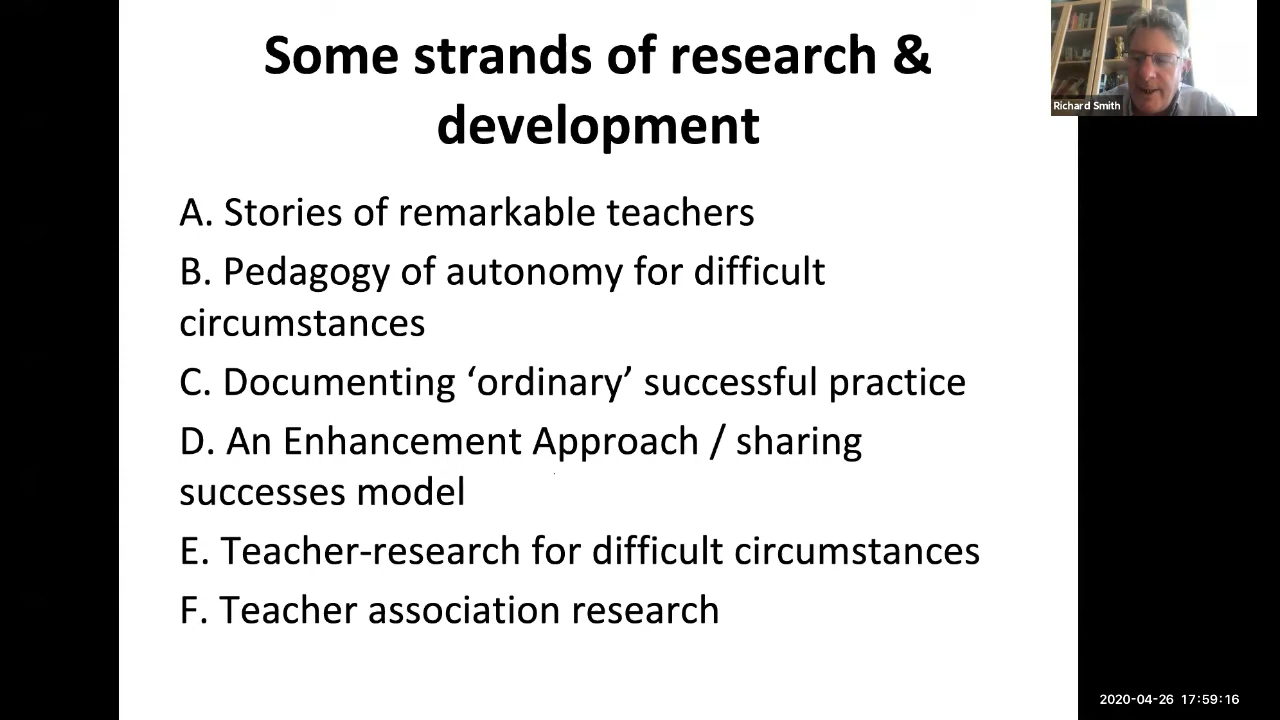 Some strands of research &
development
Richard Smith
A. Stories of remarkable teachers
B. Pedagogy of autonomy for difficult
circumstances
C. Documenting ‘ordinary’ successful practice
D. An Enhancement Approach / sharing
successes model
E. Teacher-research for difficult circumstances
F. Teacher association research
2020-04-26 17:59:16